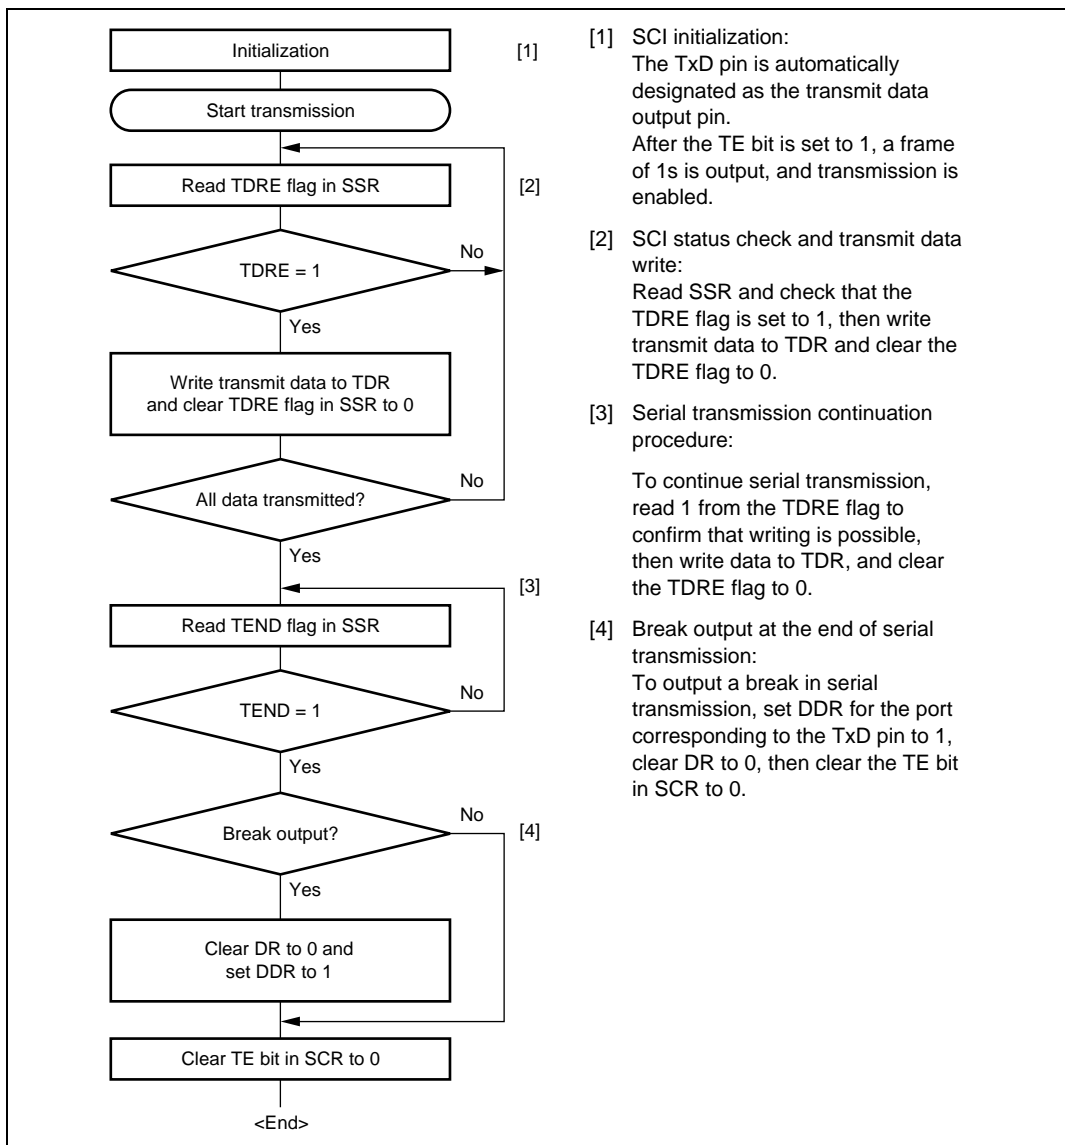 Initialization
[1]
Start transmission
Read TDRE flag in SSR
[2]
No
TDRE = 1
Yes
Write transmit data to TDR
and clear TDRE flag in SSR to 0
No
All data transmitted?
Yes
[3]
Read TEND flag in SSR
No
TEND = 1
Yes
No
Break output?
[4]
Yes
Clear DR to 0 and
set DDR to 1
Clear TE bit in SCR to 0
<End>
[1] SCI initialization:
The TxD pin is automatically
designated as the transmit data
output pin.
After the TE bit is set to 1, a frame
of 1s is output, and transmission is
enabled.
[2] SCI status check and transmit data
write:
Read SSR and check that the
TDRE flag is set to 1, then write
transmit data to TDR and clear the
TDRE flag to 0.
[3] Serial transmission continuation
procedure:
To continue serial transmission,
read 1 from the TDRE flag to
confirm that writing is possible,
then write data to TDR, and clear
the TDRE flag to 0.
[4] Break output at the end of serial
transmission:
To output a break in serial
transmission, set DDR for the port
corresponding to the TxD pin to 1,
clear DR to 0, then clear the TE bit
in SCR to 0.